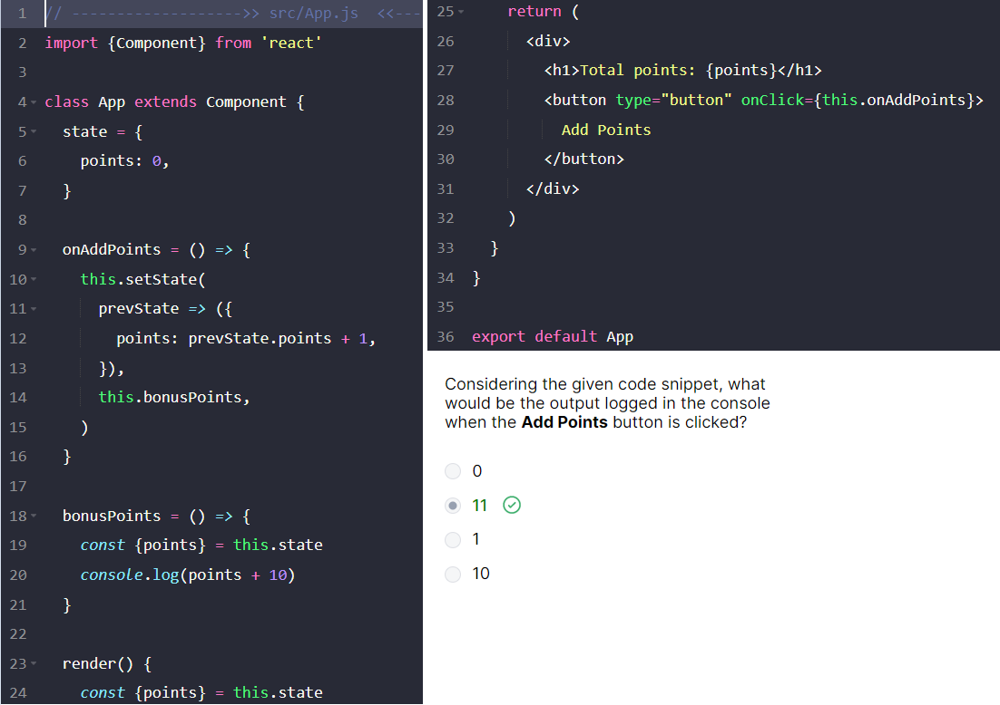 1 // ------------------->> src/App.js  <<---
2 import {Component} from 'react'
3
4 class App extends Component {
5   state = {
6     points: 0,
7   }
8
9   onAddPoints = () => {
10     this.setState(
11       prevState => ({
12         points: prevState.points + 1,
13       }),
14       this.bonusPoints,
15     )
16   }
17
18   bonusPoints = () => {
19     const {points} = this.state
20     console.log(points + 10)
21   }
22
23   render() {
24     const {points} = this.state
25     return (
26       <div>
27         <h1>Total points: {points}</h1>
28         <button type="button" onClick={this.onAddPoints}>
29           Add Points
30         </button>
31       </div>
32     )
33   }
34 }
35
36 export default App
Considering the given code snippet, what
would be the output logged in the console
when the Add Points button is clicked?
0
11
1
10